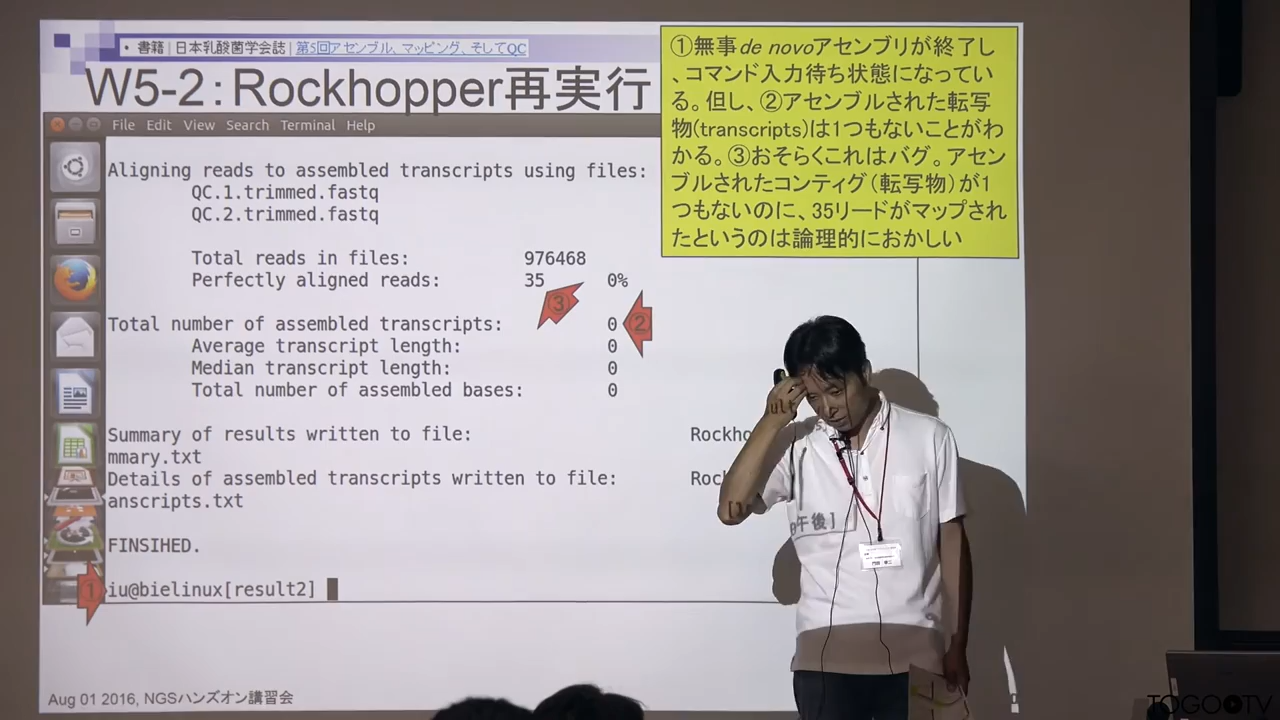 • 書籍 | 日本乳酸菌学会誌 | 第5回アセンブル、マッピング、そしてQC
W5-2：Rockhopper再実行
①無事de novoアセンブリが終了し
、コマンド入力待ち状態になってい
る。但し、②アセンブルされた転写
物(transcripts)は1つもないことがわ
かる。③おそらくこれはバグ。アセン
ブルされたコンティグ（転写物）が1
つもないのに、35リードがマップされ
たというのは論理的におかしい
File Edit View Search Terminal Help
Aligning reads to assembled transcripts using files:
QC.1.trimmed.fastq
QC.2.trimmed.fastq
Total reads in files: 976468
Perfectly aligned reads: 35 0%
③
Total number of assembled transcripts: 0 ②
Average transcript length: 0
Median transcript length: 0
Total number of assembled bases: 0
Summary of results written to file: Rockho
mmary.txt
Details of assembled transcripts written to file: Roc
anscripts.txt
FINSIHED.
① iu@bielinux[result2]
ult
午後]
Aug 01 2016, NGSハンズオン講習会
TOGOTV